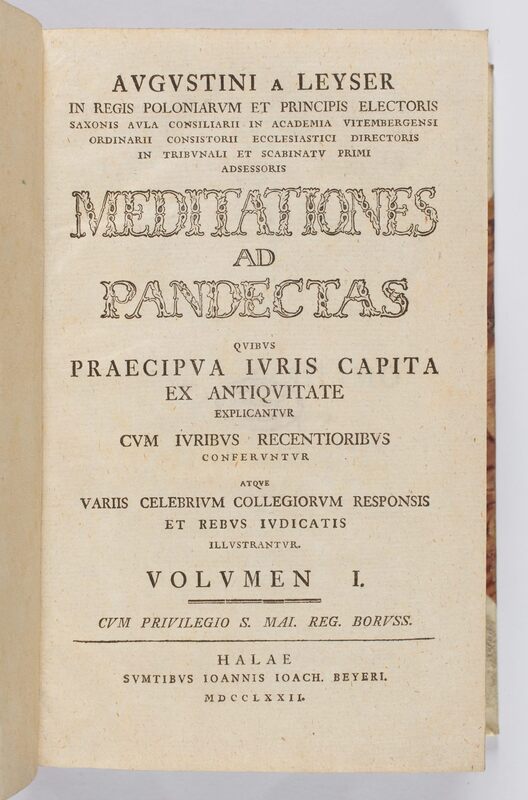 AVGVSTINI A LEYSER
IN REGIS POLONIARVM ET PRINCIPIS ELECTORIS
SAXONIS AVLA CONSILIARII IN ACADEMIA VITEMBERGENSI
ORDINARII CONSISTORII ECCLESIASTICI DIRECTORIS
IN TRIBVNALI ET SCABINATV PRIMI
ADSESSORIS
MEDITATIONES
AD
PANDECTAS
QVIBVS
PRAECIPVA IVRIS CAPITA
EX ANTIQVITATE
EXPLICANTVR
CVM IVRIBVS RECENTIORIBVS
CONFERVNTVR
ATQVE
VARIIS CELEBRIVM COLLEGIORVM RESPONSIS
ET REBVS IVDICATIS
ILLVSTRANTVR.
VOLVMEN I.
CVM PRIVILEGIO S. MAI. REG. BORVSS.
HALAE
SVMTIBVS IOANNIS IOACH. BEYERI.
MDCCLXXII.